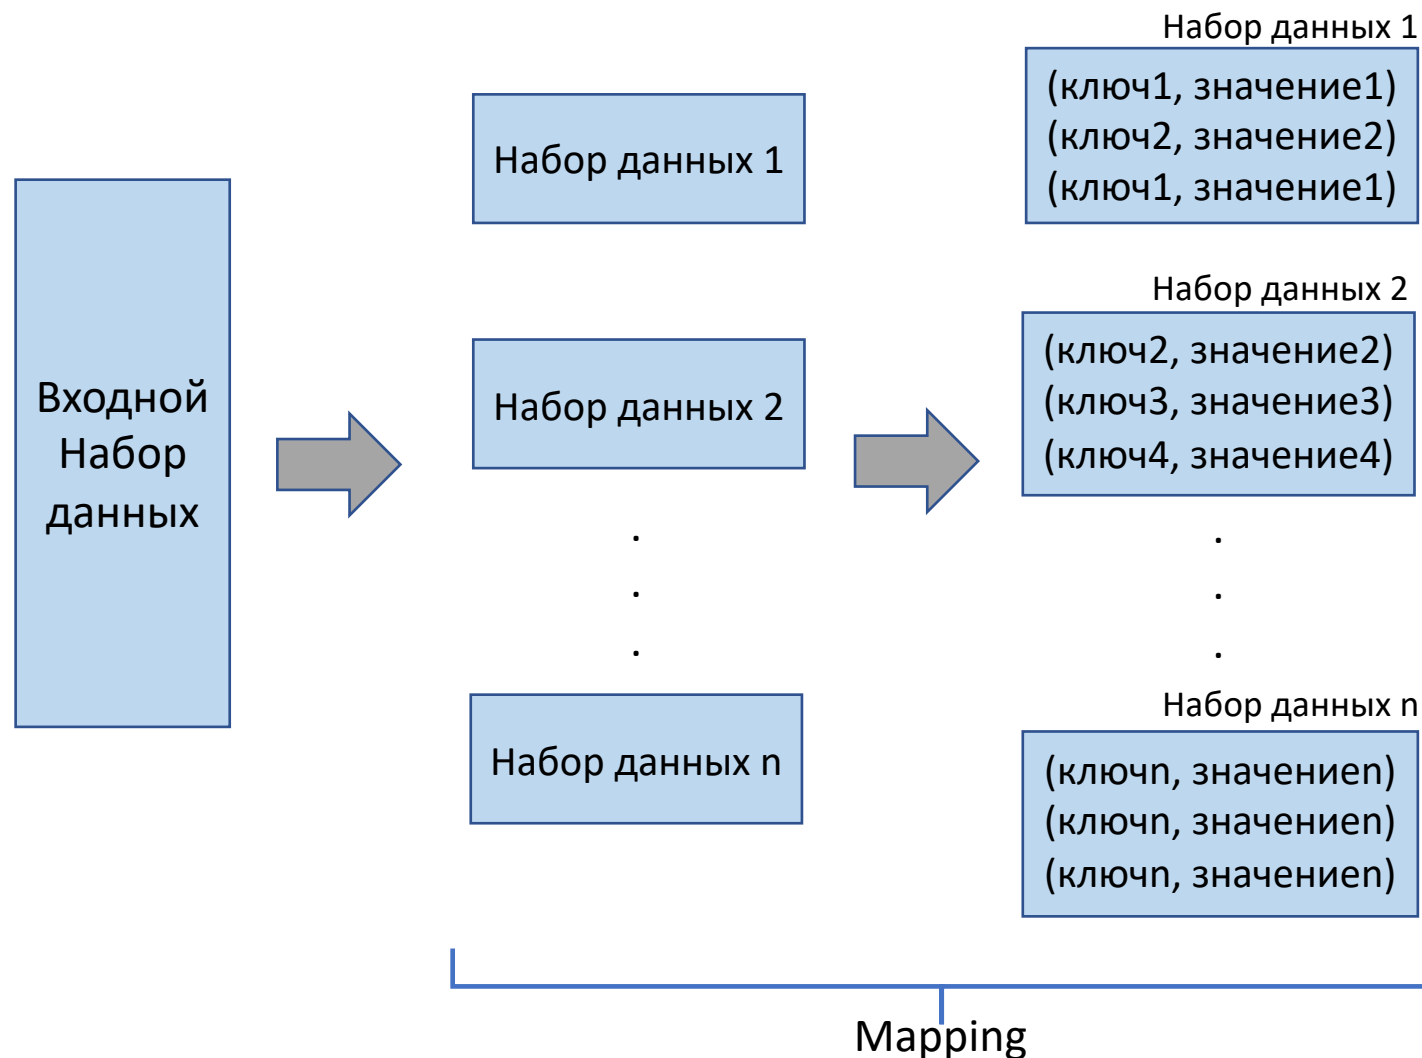 Входной
Набор
данных
Набор данных 1
Набор данных 2
.
.
.
Набор данных n
Набор данных 1
(ключ1, значение1)
(ключ2, значение2)
(ключ1, значение1)
Набор данных 2
(ключ2, значение2)
(ключ3, значение3)
(ключ4, значение4)
.
.
.
Набор данных n
(ключn, значениеn)
(ключn, значениеn)
(ключn, значениеn)
Mapping